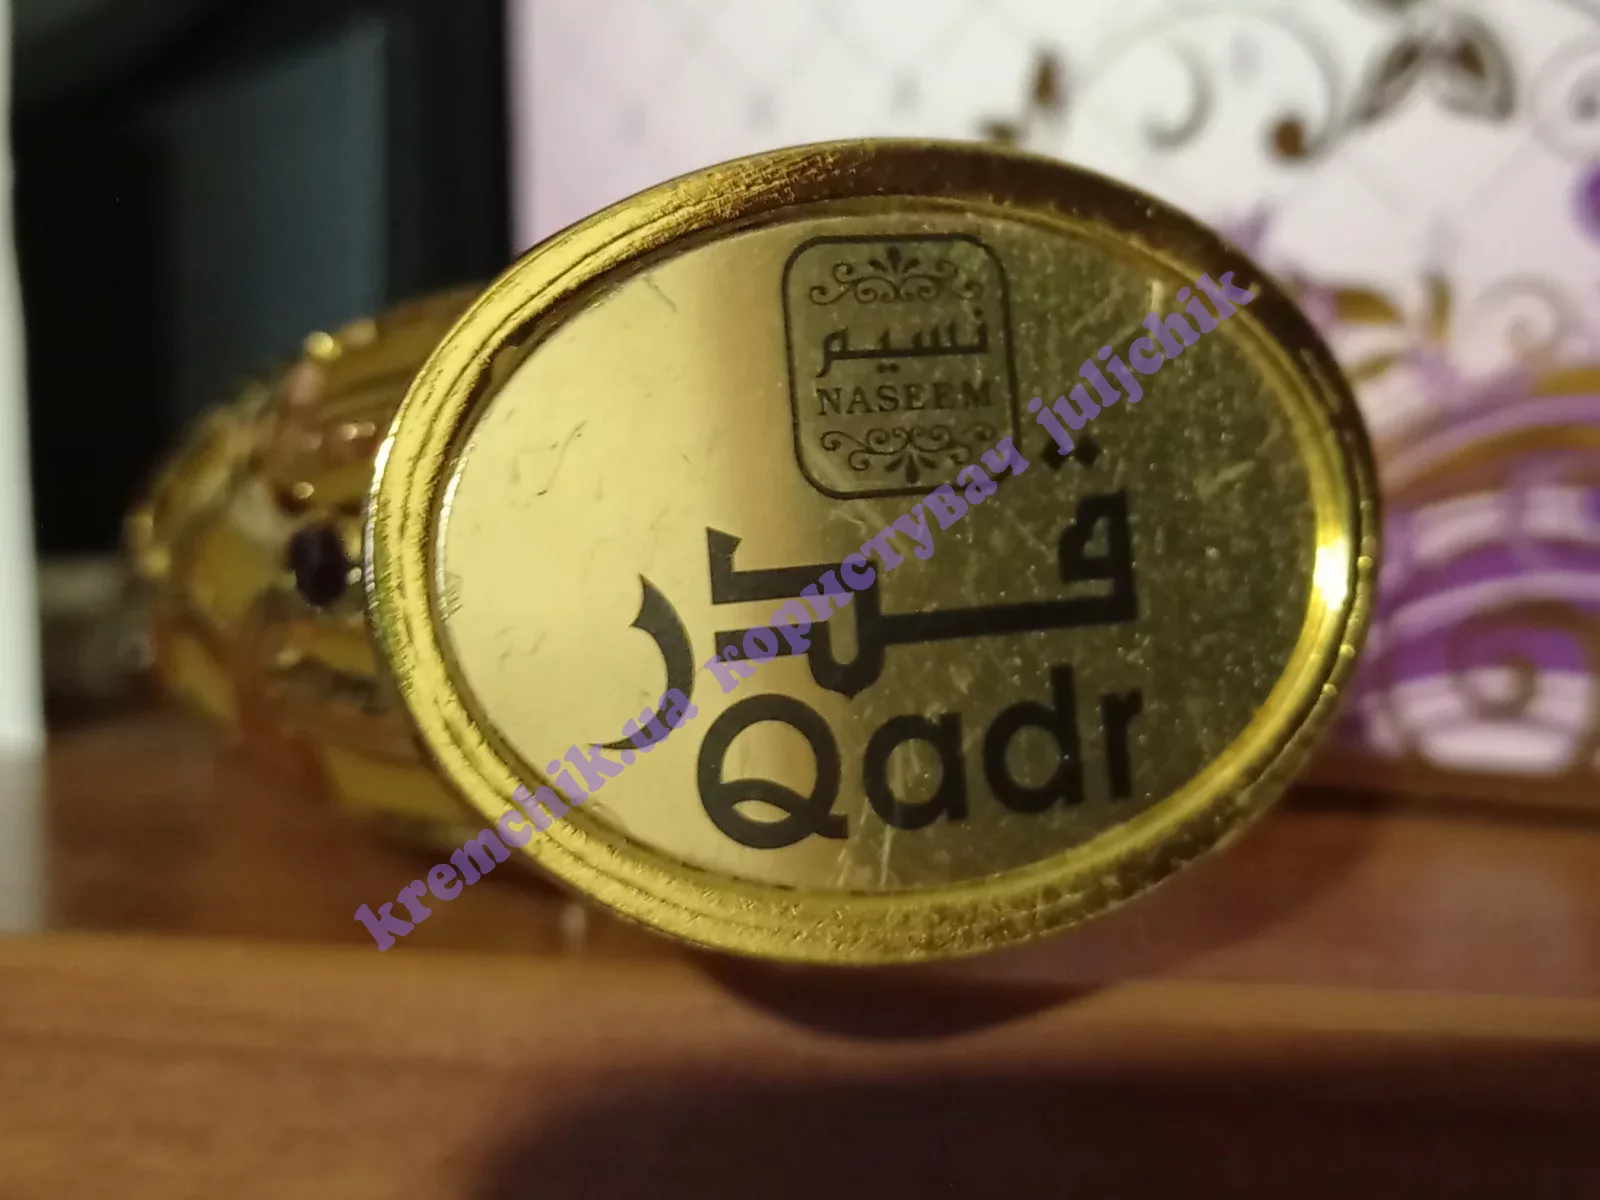 نسيم
NASEEM
قدر
Qadr
kremchik.ua користувач juljchik